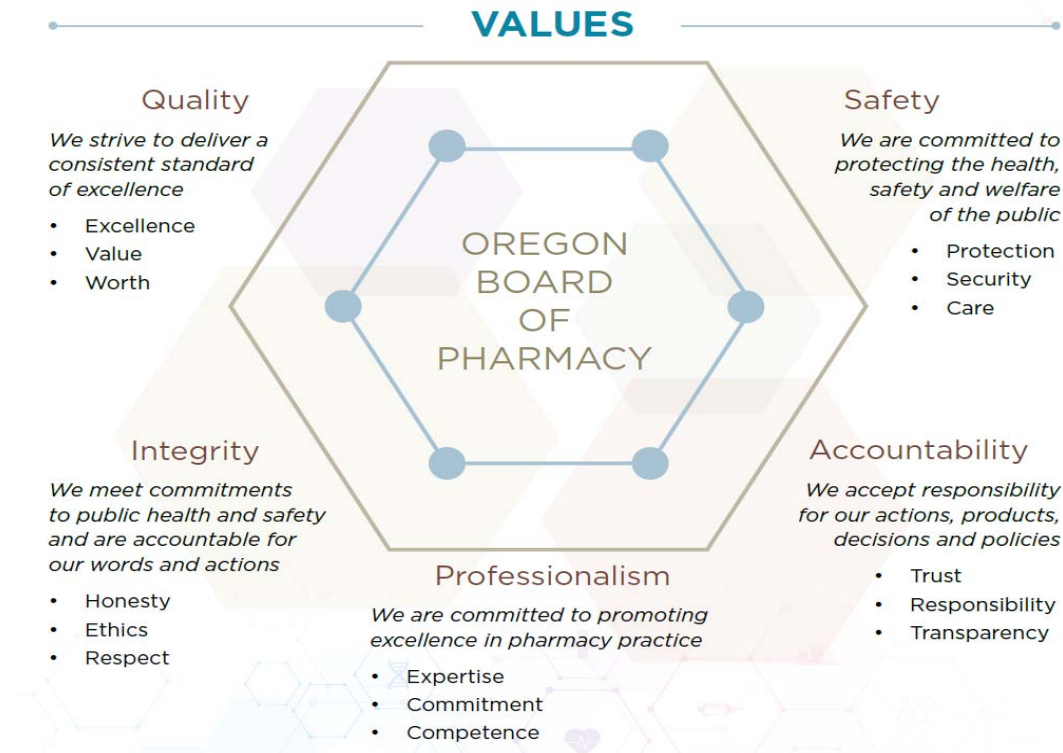 VALUES
Quality
We strive to deliver a
consistent standard
of excellence
• Excellence
• Value
• Worth
Safety
We are committed to
protecting the health,
safety and welfare
of the public
• Protection
• Security
• Care
OREGON
BOARD
OF
PHARMACY
Integrity
We meet commitments
to public health and safety
and are accountable for
our words and actions
• Honesty
• Ethics
• Respect
Accountability
We accept responsibility
for our actions, products,
decisions and policies
• Trust
• Responsibility
• Transparency
Professionalism
We are committed to promoting
excellence in pharmacy practice
• Expertise
• Commitment
• Competence